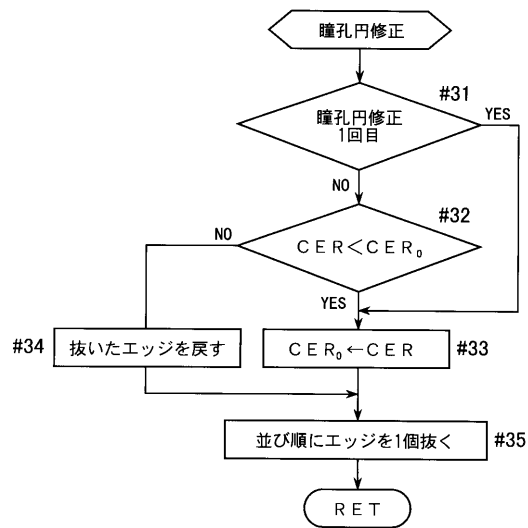 瞳孔円修正
#31
瞳孔円修正
1回目
YES
NO
#32
CER<CER₀
NO
YES
#34
抜いたエッジを戻す
CER₀←CER
#33
並び順にエッジを1個抜く
#35
RET